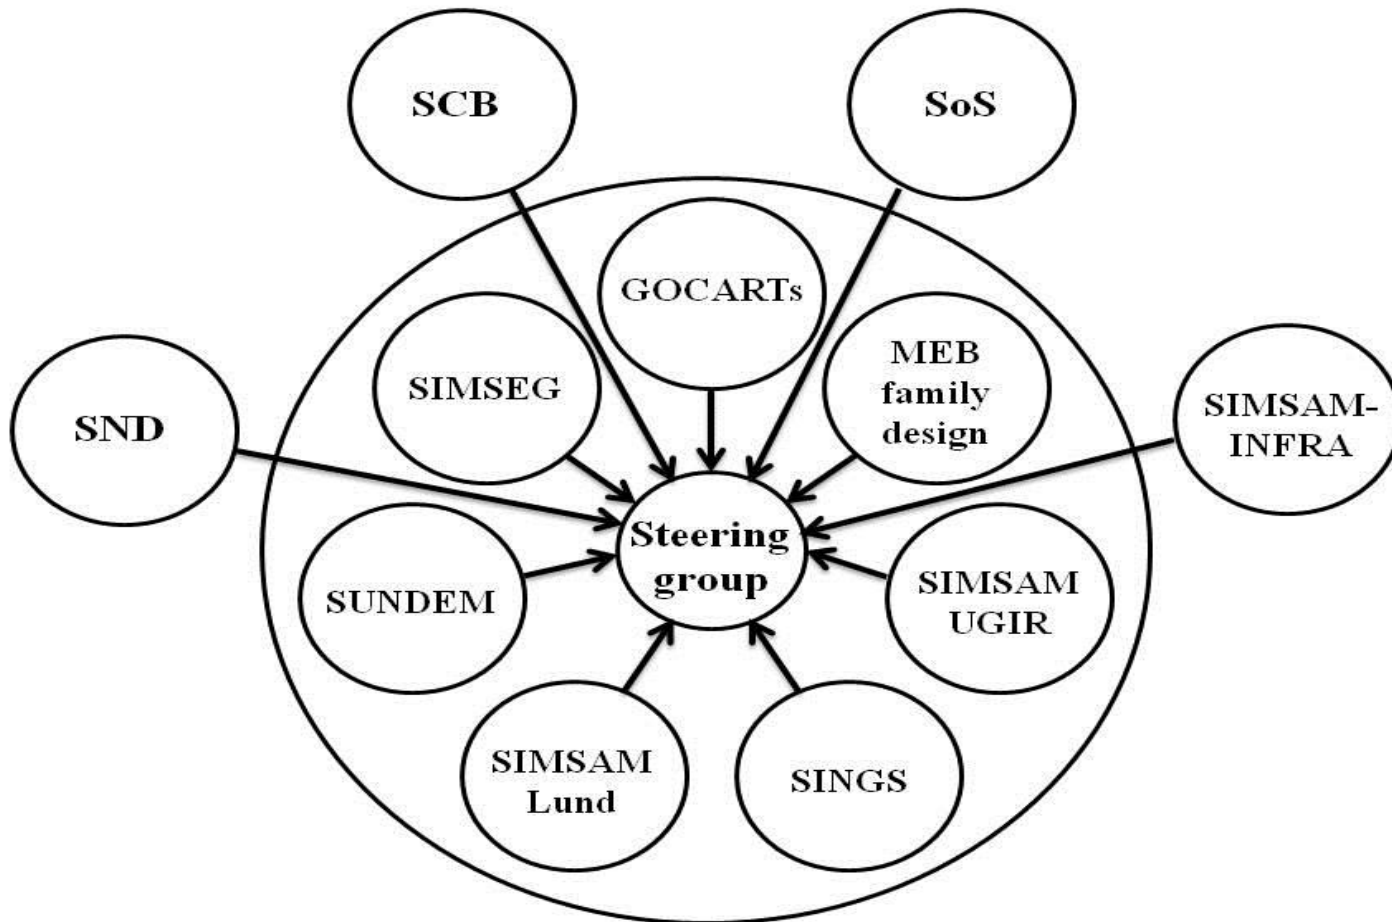 SCB
SoS
GOCARTs
SIMSEG
MEB
family
design
SND
SIMSAM-
INFRA
Steering
group
SUNDEM
SIMSAM
UGIR
SIMSAM
Lund
SINGS